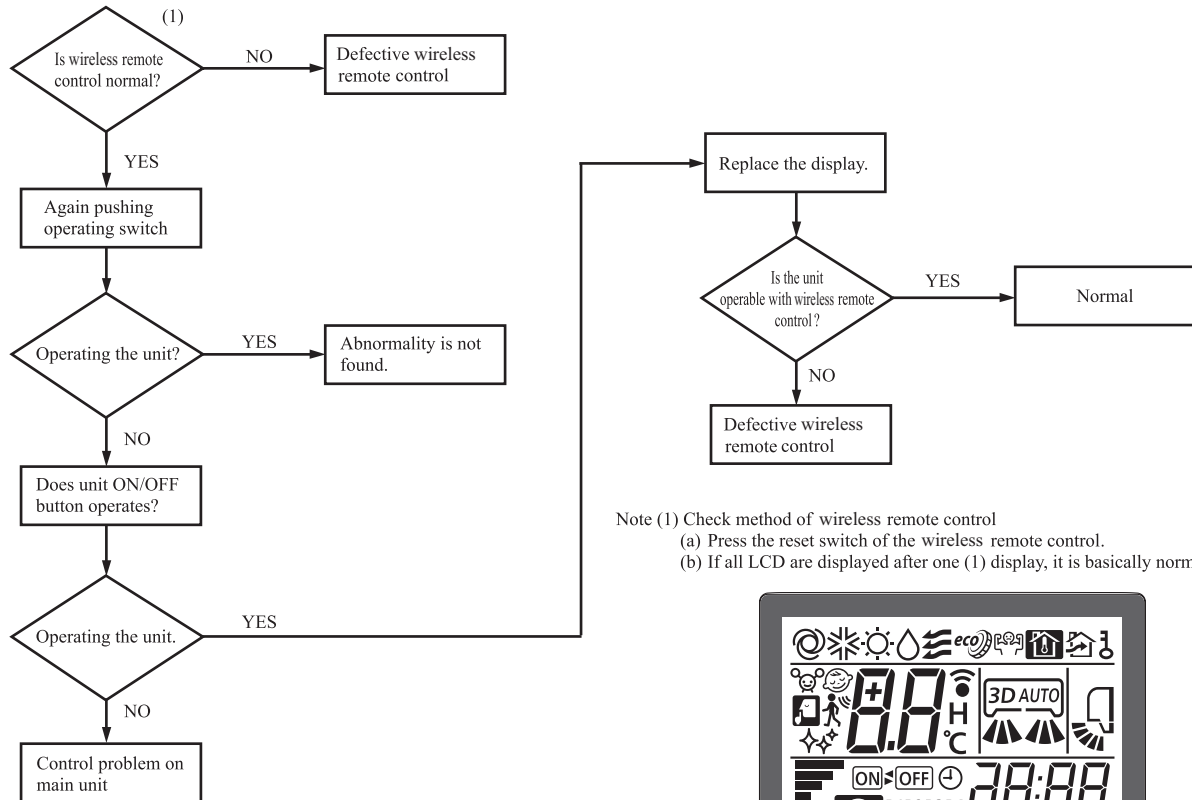 (1)
Is wireless remote
control normal?
NO
Defective wireless
remote control
YES
Again pushing
operating switch
Operating the unit?
YES
Abnormality is not
found.
NO
Does unit ON/OFF
button operates?
Operating the unit.
YES
NO
Control problem on
main unit
Replace the display.
Is the unit
operable with wireless remote
control ?
YES
Normal
NO
Defective wireless
remote control
Note (1) Check method of wireless remote control
(a) Press the reset switch of the wireless remote control.
(b) If all LCD are displayed after one (1) display, it is basically norm
eco
8.8
H
°C
3D AUTO
ON OFF